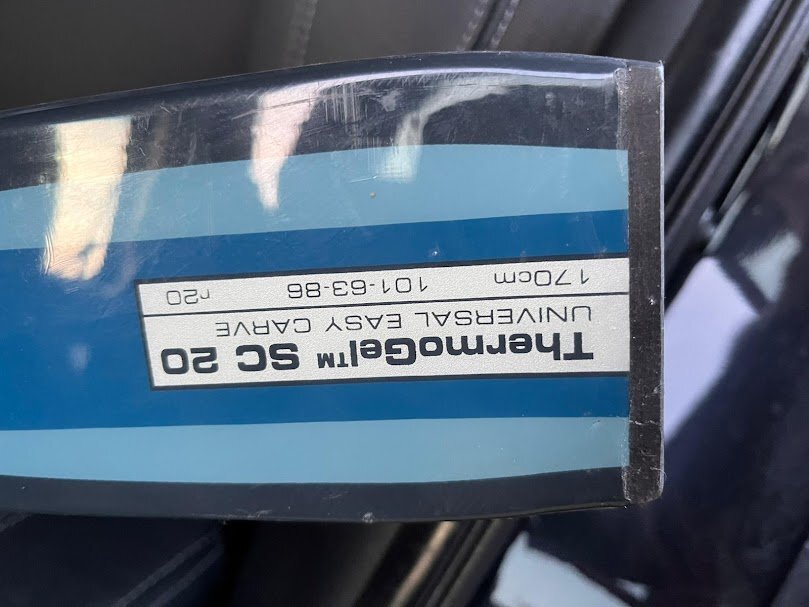 ThermoGel™ SC 20
UNIVERSAL EASY CARVE
170cm 101-63-86 r20